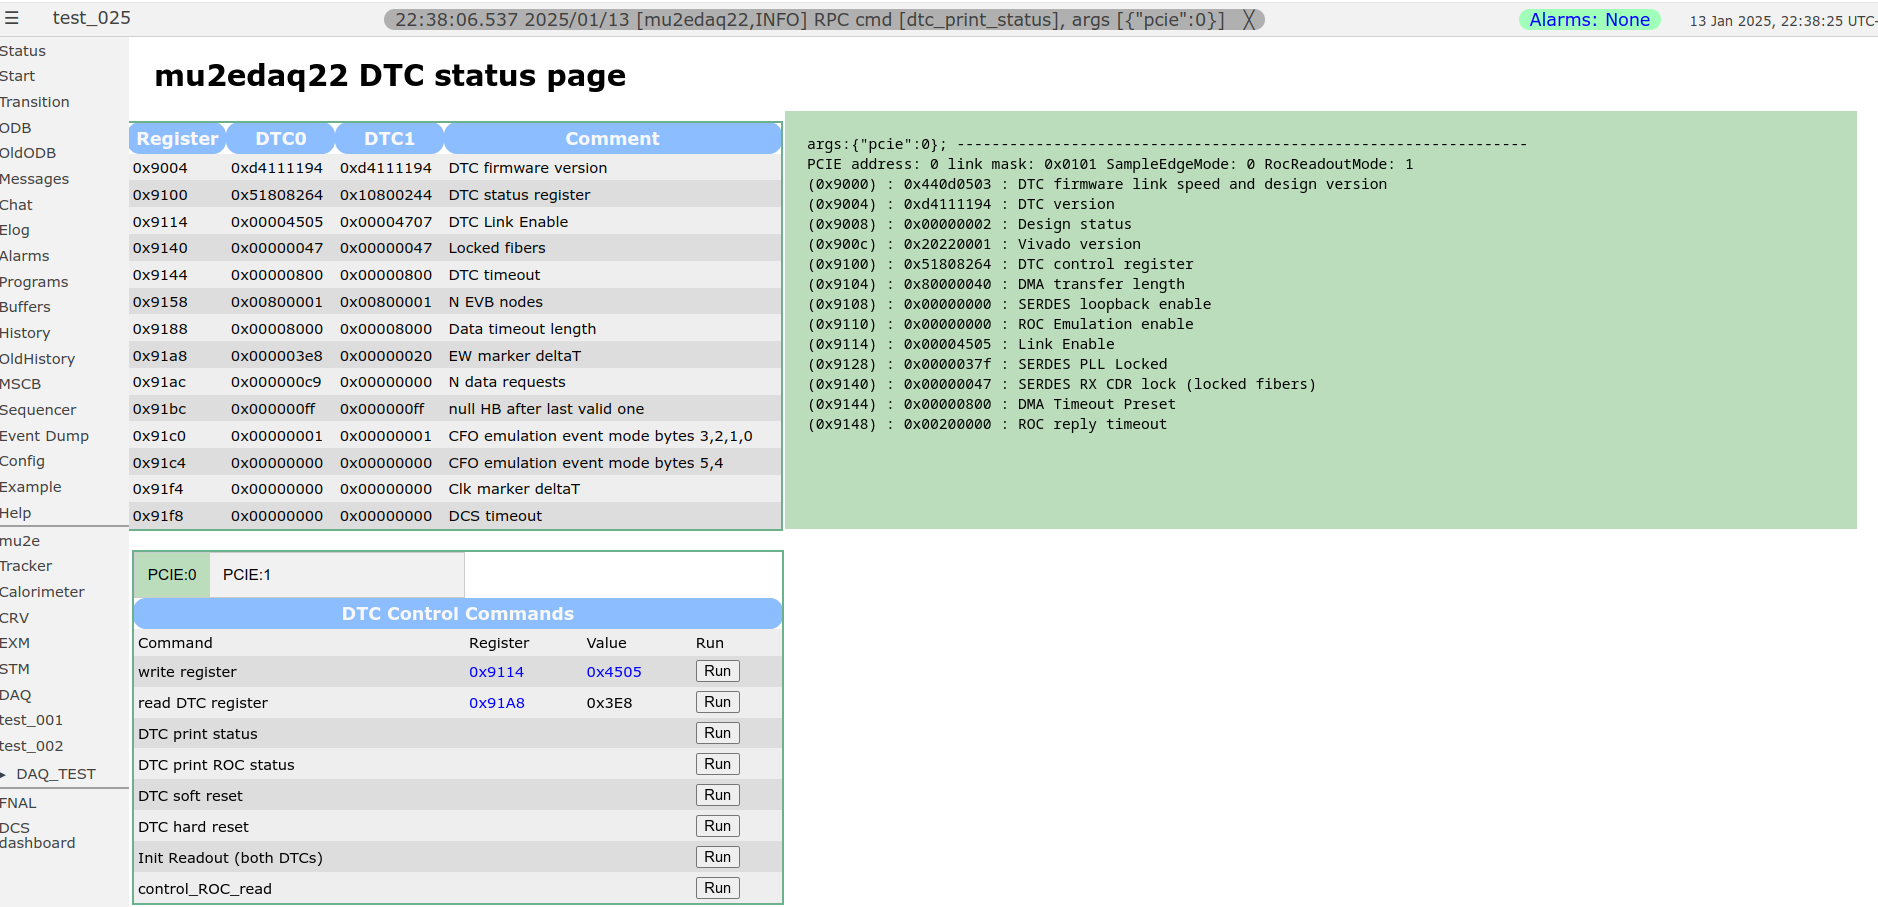 ☰ test_025 22:38:06.537 2025/01/13 [mu2edaq22,INFO] RPC cmd [dtc_print_status], args [{"pcie":0}] ╳ Alarms: None 13 Jan 2025, 22:38:25 UTC-
Status
Start
Transition
ODB
OldODB
Messages
Chat
Elog
Alarms
Programs
Buffers
History
OldHistory
MSCB
Sequencer
Event Dump
Config
Example
Help
mu2e
Tracker
Calorimeter
CRV
EXM
STM
DAQ
test_001
test_002
▸ DAQ_TEST
FNAL
DCS
dashboard
mu2edaq22 DTC status page
Register DTC0 DTC1 Comment
0x9004 0xd4111194 0xd4111194 DTC firmware version
0x9100 0x51808264 0x10800244 DTC status register
0x9114 0x00004505 0x00004707 DTC Link Enable
0x9140 0x00000047 0x00000047 Locked fibers
0x9144 0x00000800 0x00000800 DTC timeout
0x9158 0x00800001 0x00800001 N EVB nodes
0x9188 0x00008000 0x00008000 Data timeout length
0x91a8 0x000003e8 0x00000020 EW marker deltaT
0x91ac 0x000000c9 0x00000000 N data requests
0x91bc 0x000000ff 0x000000ff null HB after last valid one
0x91c0 0x00000001 0x00000001 CFO emulation event mode bytes 3,2,1,0
0x91c4 0x00000000 0x00000000 CFO emulation event mode bytes 5,4
0x91f4 0x00000000 0x00000000 Clk marker deltaT
0x91f8 0x00000000 0x00000000 DCS timeout
args:{"pcie":0}; -----------------------------------------------------------------
PCIE address: 0 link mask: 0x0101 SampleEdgeMode: 0 RocReadoutMode: 1
(0x9000) : 0x440d0503 : DTC firmware link speed and design version
(0x9004) : 0xd4111194 : DTC version
(0x9008) : 0x00000002 : Design status
(0x900c) : 0x20220001 : Vivado version
(0x9100) : 0x51808264 : DTC control register
(0x9104) : 0x80000040 : DMA transfer length
(0x9108) : 0x00000000 : SERDES loopback enable
(0x9110) : 0x00000000 : ROC Emulation enable
(0x9114) : 0x00004505 : Link Enable
(0x9128) : 0x0000037f : SERDES PLL Locked
(0x9140) : 0x00000047 : SERDES RX CDR lock (locked fibers)
(0x9144) : 0x00000800 : DMA Timeout Preset
(0x9148) : 0x00200000 : ROC reply timeout
PCIE:0 PCIE:1
DTC Control Commands
Command Register Value Run
write register 0x9114 0x4505 Run
read DTC register 0x91A8 0x3E8 Run
DTC print status Run
DTC print ROC status Run
DTC soft reset Run
DTC hard reset Run
Init Readout (both DTCs) Run
control_ROC_read Run